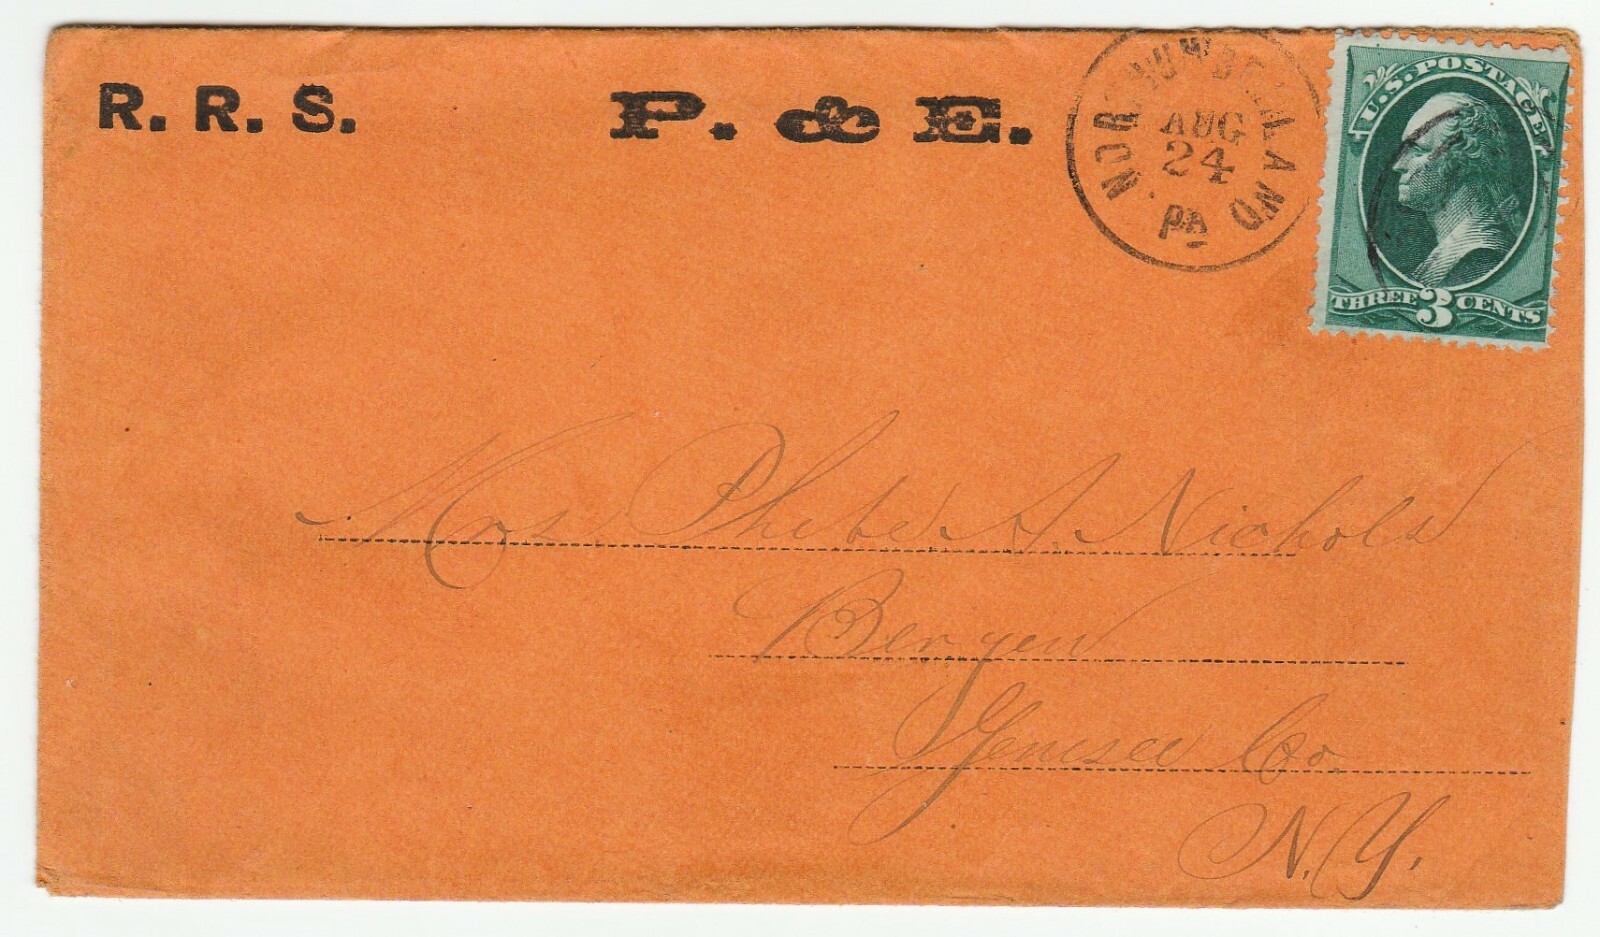 R. R. S. P. & E.
NORTHUMBERLAND
AUG
24
PA
U.S. POSTAGE
THREE 3 CENTS
Mrs Phebe A. Nichols
Bergen
Genesee Co.
N.Y.